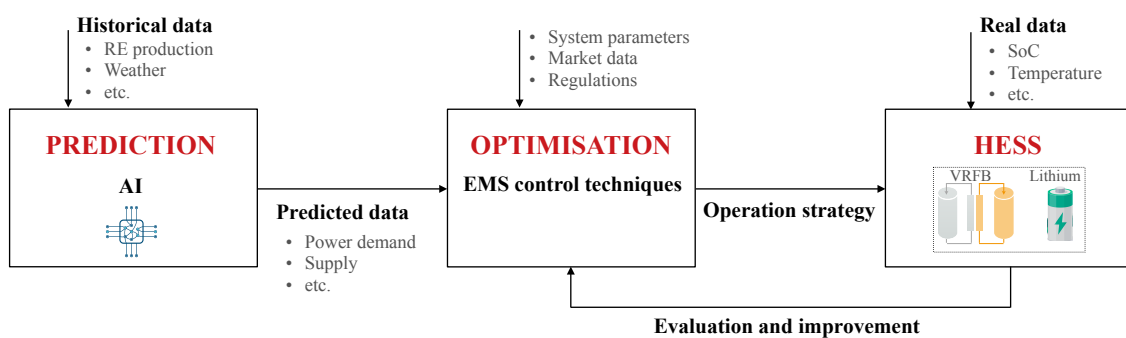 Historical data
• RE production
• Weather
• etc.
PREDICTION
AI
Predicted data
• Power demand
• Supply
• etc.
• System parameters
• Market data
• Regulations
OPTIMISATION
EMS control techniques
Operation strategy
Real data
• SoC
• Temperature
• etc.
HESS
VRFB
Lithium
Evaluation and improvement